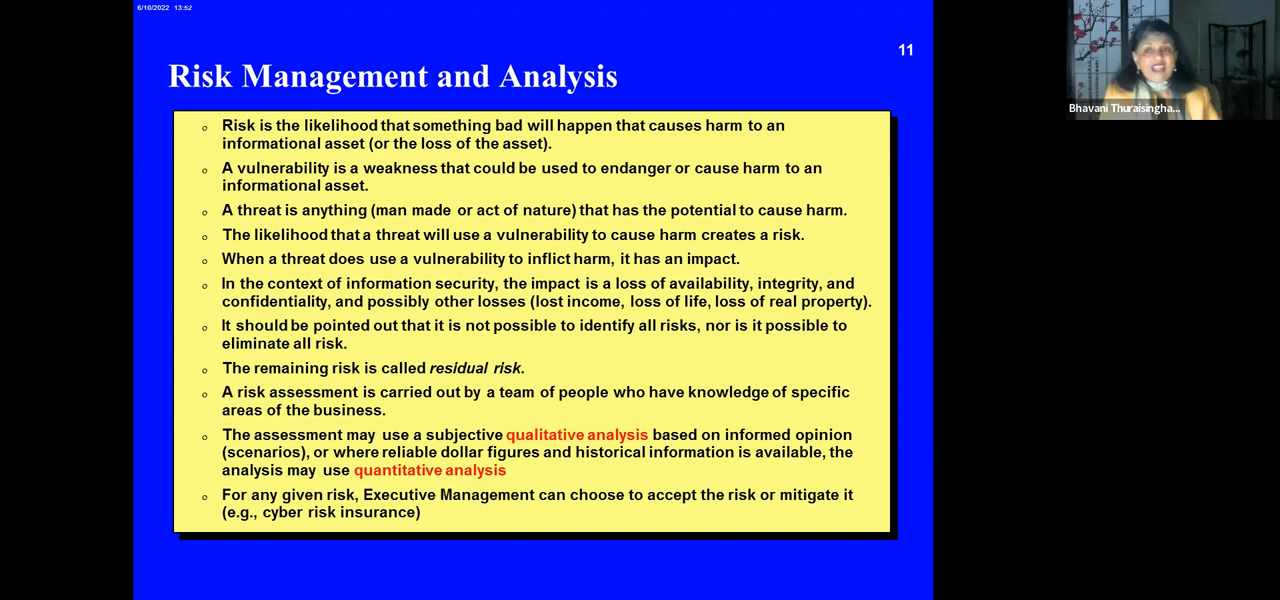 6/10/2022 13:52
11
Risk Management and Analysis
Risk is the likelihood that something bad will happen that causes harm to an
informational asset (or the loss of the asset).
A vulnerability is a weakness that could be used to endanger or cause harm to an
informational asset.
A threat is anything (man made or act of nature) that has the potential to cause harm.
The likelihood that a threat will use a vulnerability to cause harm creates a risk.
When a threat does use a vulnerability to inflict harm, it has an impact.
In the context of information security, the impact is a loss of availability, integrity, and
confidentiality, and possibly other losses (lost income, loss of life, loss of real property).
It should be pointed out that it is not possible to identify all risks, nor is it possible to
eliminate all risk.
The remaining risk is called residual risk.
A risk assessment is carried out by a team of people who have knowledge of specific
areas of the business.
The assessment may use a subjective qualitative analysis based on informed opinion
(scenarios), or where reliable dollar figures and historical information is available, the
analysis may use quantitative analysis
For any given risk, Executive Management can choose to accept the risk or mitigate it
(e.g., cyber risk insurance)
Bhavani Thuraisingha...